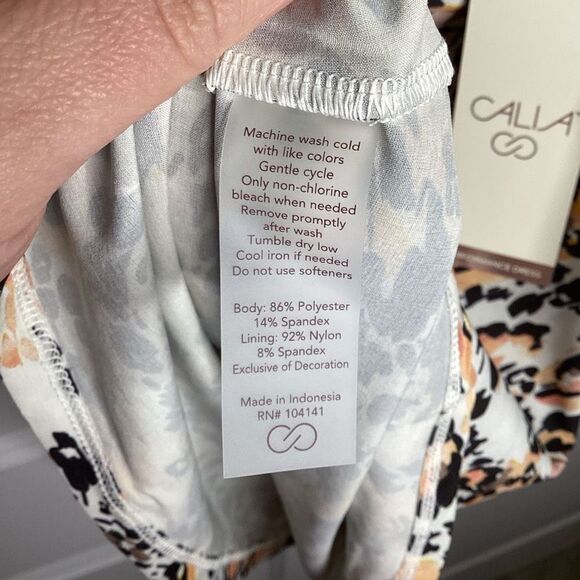 Machine wash cold
with like colors
Gentle cycle
Only non-chlorine
bleach when needed
Remove promptly
after wash
Tumble dry low
Cool iron if needed
Do not use softeners
Body: 86% Polyester
14% Spandex
Lining: 92% Nylon
8% Spandex
Exclusive of Decoration
Made in Indonesia
RN# 104141
CALIA
DRESS